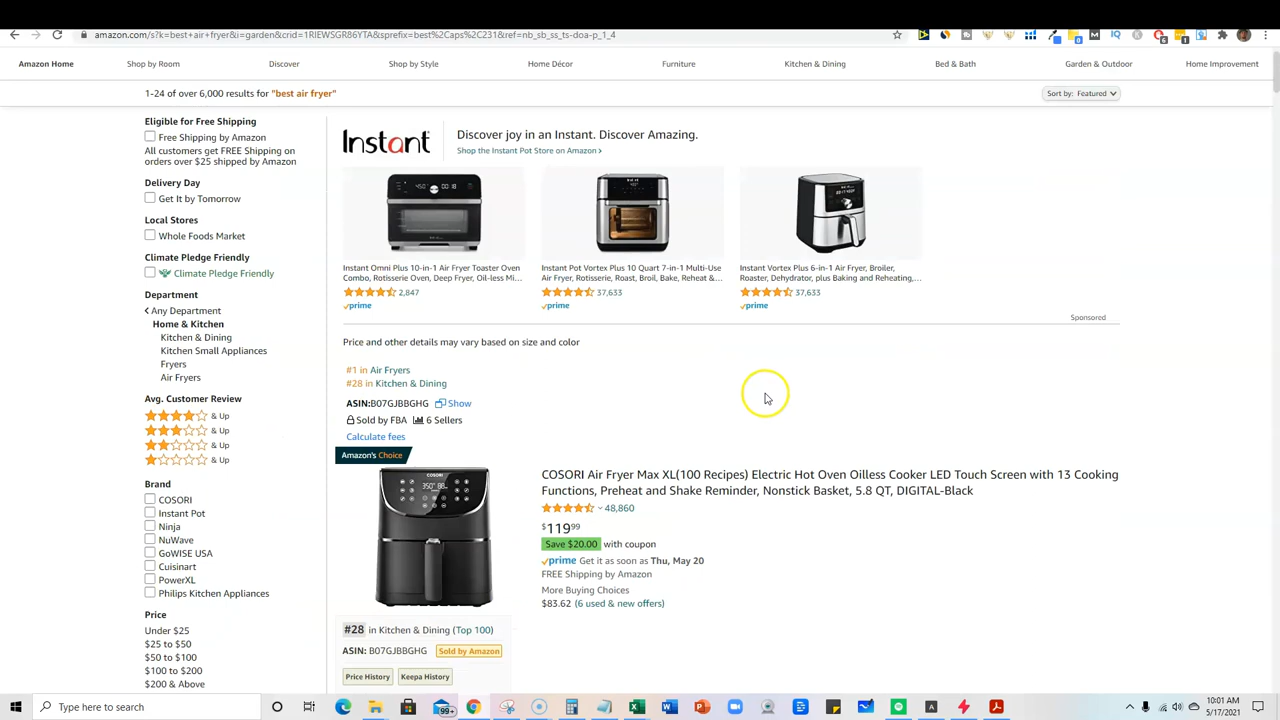 amazon.com/s?k=best+air+fryer&i=garden&crid=1RIEWSGR86YTA&sprefix=best%2Caps%2C231&ref=nb_sb_ss_ts-doa-p_1_4
Amazon Home Shop by Room Discover Shop by Style Home Décor Furniture Kitchen & Dining Bed & Bath Garden & Outdoor Home Improvement
1-24 of over 6,000 results for "best air fryer"
Sort by: Featured
Eligible for Free Shipping
Free Shipping by Amazon
All customers get FREE Shipping on
orders over $25 shipped by Amazon
Delivery Day
Get It by Tomorrow
Local Stores
Whole Foods Market
Climate Pledge Friendly
Climate Pledge Friendly
Department
Any Department
Home & Kitchen
Kitchen & Dining
Kitchen Small Appliances
Fryers
Air Fryers
Avg. Customer Review
& Up
& Up
& Up
& Up
Brand
COSORI
Instant Pot
Ninja
NuWave
GoWISE USA
Cuisinart
PowerXL
Philips Kitchen Appliances
Price
Under $25
$25 to $50
$50 to $100
$100 to $200
$200 & Above
Instant
Discover joy in an Instant. Discover Amazing.
Shop the Instant Pot Store on Amazon ›
Instant Omni Plus 10-in-1 Air Fryer Toaster Oven
Combo, Rotisserie Oven, Deep Fryer, Oil-less Mi...
2,847
prime
Instant Pot Vortex Plus 10 Quart 7-in-1 Multi-Use
Air Fryer, Rotisserie, Roast, Broil, Bake, Reheat &...
37,633
prime
Instant Vortex Plus 6-in-1 Air Fryer, Broiler,
Roaster, Dehydrator, plus Baking and Reheating,...
37,633
prime
Sponsored
Price and other details may vary based on size and color
#1 in Air Fryers
#28 in Kitchen & Dining
ASIN:B07GJBBGHG Show
Sold by FBA 6 Sellers
Calculate fees
Amazon's Choice
COSORI
COSORI Air Fryer Max XL(100 Recipes) Electric Hot Oven Oilless Cooker LED Touch Screen with 13 Cooking
Functions, Preheat and Shake Reminder, Nonstick Basket, 5.8 QT, DIGITAL-Black
48,860
$11999
Save $20.00 with coupon
prime Get it as soon as Thu, May 20
FREE Shipping by Amazon
More Buying Choices
$83.62 (6 used & new offers)
#28 in Kitchen & Dining (Top 100)
ASIN: B07GJBBGHG Sold by Amazon
Price History Keepa History
Type here to search
99+
10:01 AM
5/17/2021